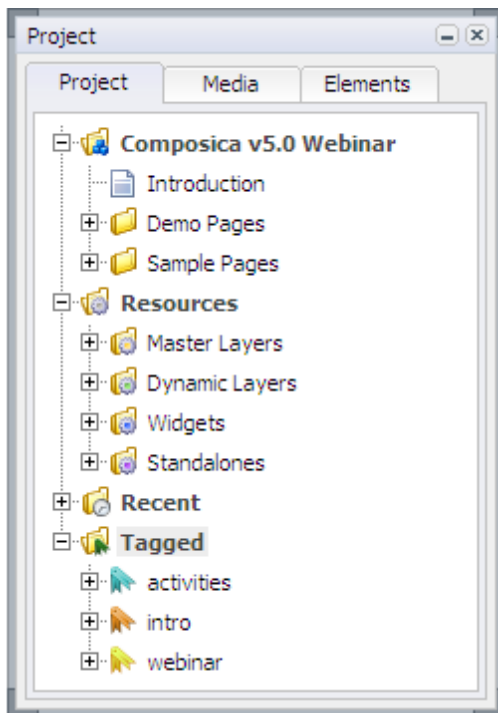 Project
Project Media Elements
Composica v5.0 Webinar
Introduction
Demo Pages
Sample Pages
Resources
Master Layers
Dynamic Layers
Widgets
Standalones
Recent
Tagged
activities
intro
webinar